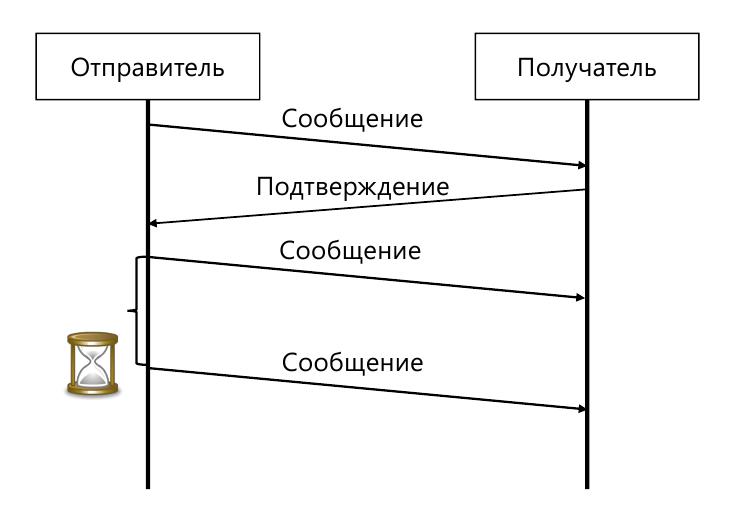 Отправитель
Получатель
Сообщение
Подтверждение
Сообщение
Сообщение